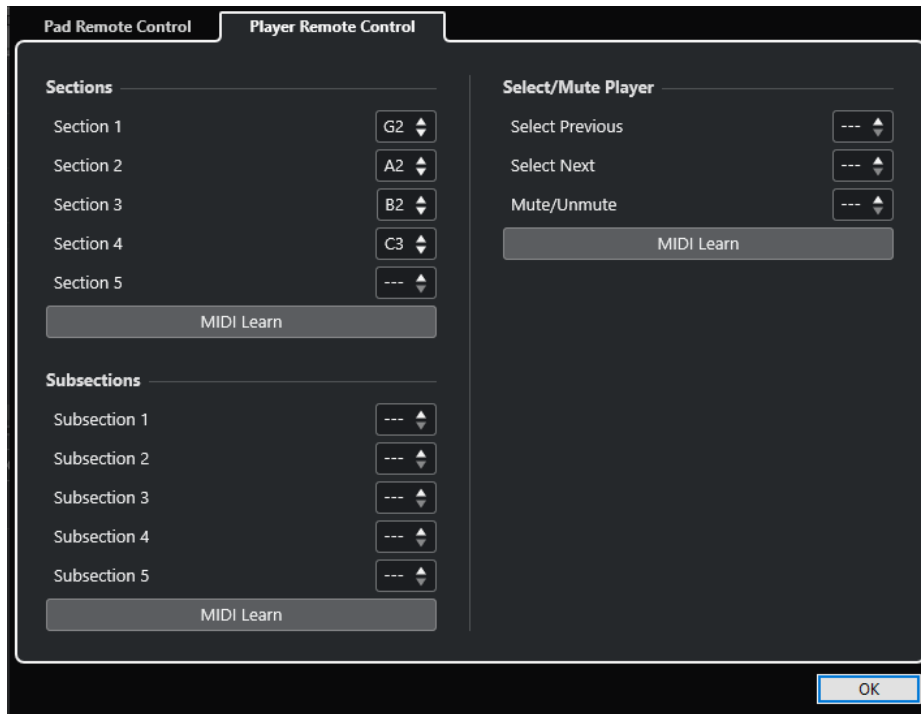 Pad Remote Control
Player Remote Control
Sections
Section 1 G2
Section 2 A2
Section 3 B2
Section 4 C3
Section 5 ---
MIDI Learn
Subsections
Subsection 1 ---
Subsection 2 ---
Subsection 3 ---
Subsection 4 ---
Subsection 5 ---
MIDI Learn
Select/Mute Player
Select Previous ---
Select Next ---
Mute/Unmute ---
MIDI Learn
OK